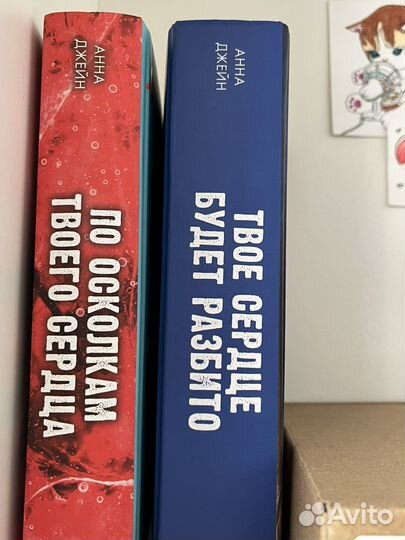 АННА
ДЖЕЙН
ПО ОСКОЛКАМ
ТВОЕГО СЕРДЦА
АННА
ДЖЕЙН
ТВОЕ СЕРДЦЕ
БУДЕТ РАЗБИТО
Avito